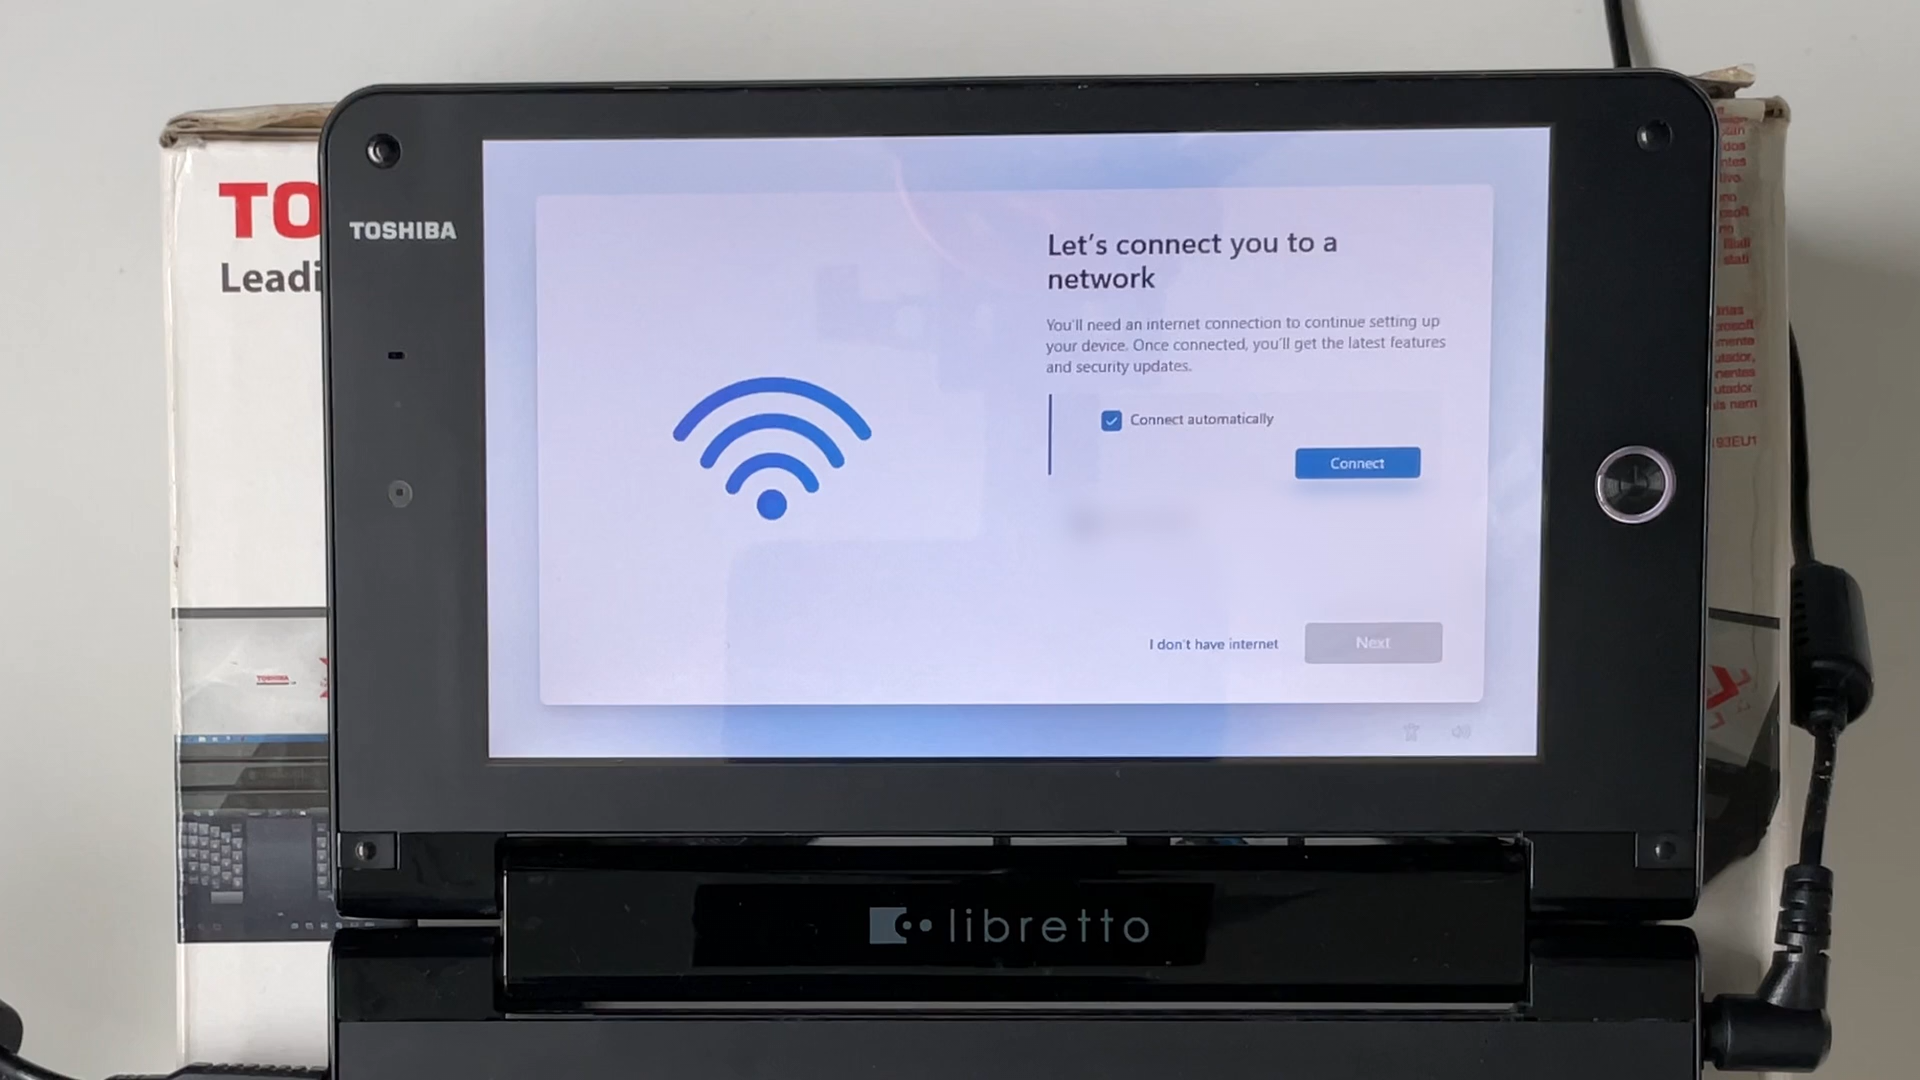 TO
Leadi
TOSHIBA
Let's connect you to a
network
You'll need an internet connection to continue setting up
your device. Once connected, you'll get the latest features
and security updates.
Connect automatically
Connect
I don't have internet
Next
libretto
TOSHIBA